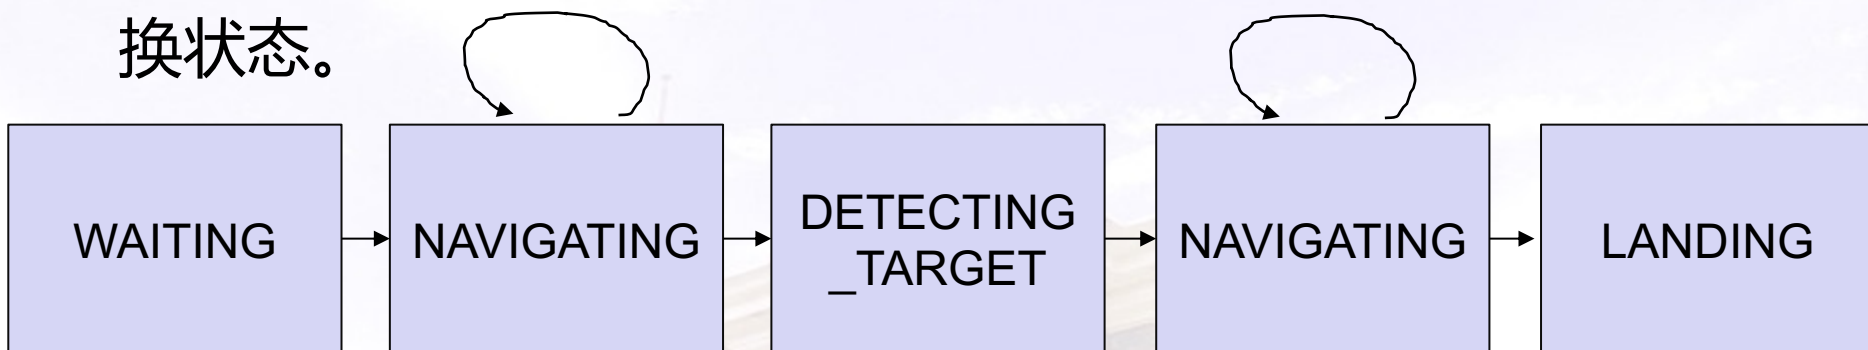 换状态。
WAITING
NAVIGATING
DETECTING
_TARGET
NAVIGATING
LANDING